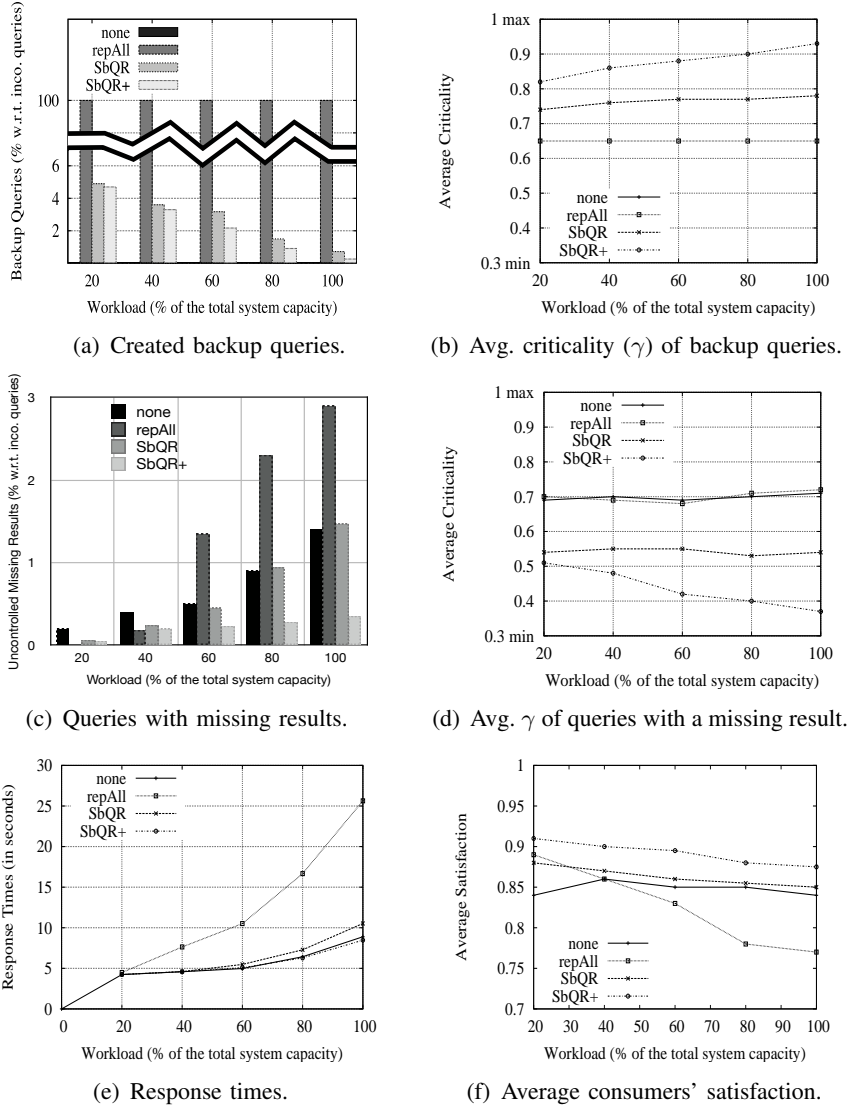 none
repAll
SbQR
SbQR+
Backup Queries (% w.r.t. inco. queries)
100
6
4
2
20 40 60 80 100
Workload (% of the total system capacity)
(a) Created backup queries.
1 max
0.9
0.8
0.7
0.6
0.5
0.4
0.3 min
Average Criticality
none
repAll
SbQR
SbQR+
20 40 60 80 100
Workload (% of the total system capacity)
(b) Avg. criticality (γ) of backup queries.
Uncontrolled Missing Results (% w.r.t. inco. queries)
3
2
1
0
none
repAll
SbQR
SbQR+
20 40 60 80 100
Workload (% of the total system capacity)
(c) Queries with missing results.
1 max
0.9
0.8
0.7
0.6
0.5
0.4
0.3 min
Average Criticality
none
repAll
SbQR
SbQR+
20 40 60 80 100
Workload (% of the total system capacity)
(d) Avg. γ of queries with a missing result.
30
25
20
15
10
5
0
Response Times (in seconds)
none
repAll
SbQR
SbQR+
0 20 40 60 80 100
Workload (% of the total system capacity)
(e) Response times.
1
0.95
0.9
0.85
0.8
0.75
0.7
Average Satisfaction
none
repAll
SbQR
SbQR+
20 30 40 50 60 70 80 90 100
Workload (% of the total system capacity)
(f) Average consumers’ satisfaction.